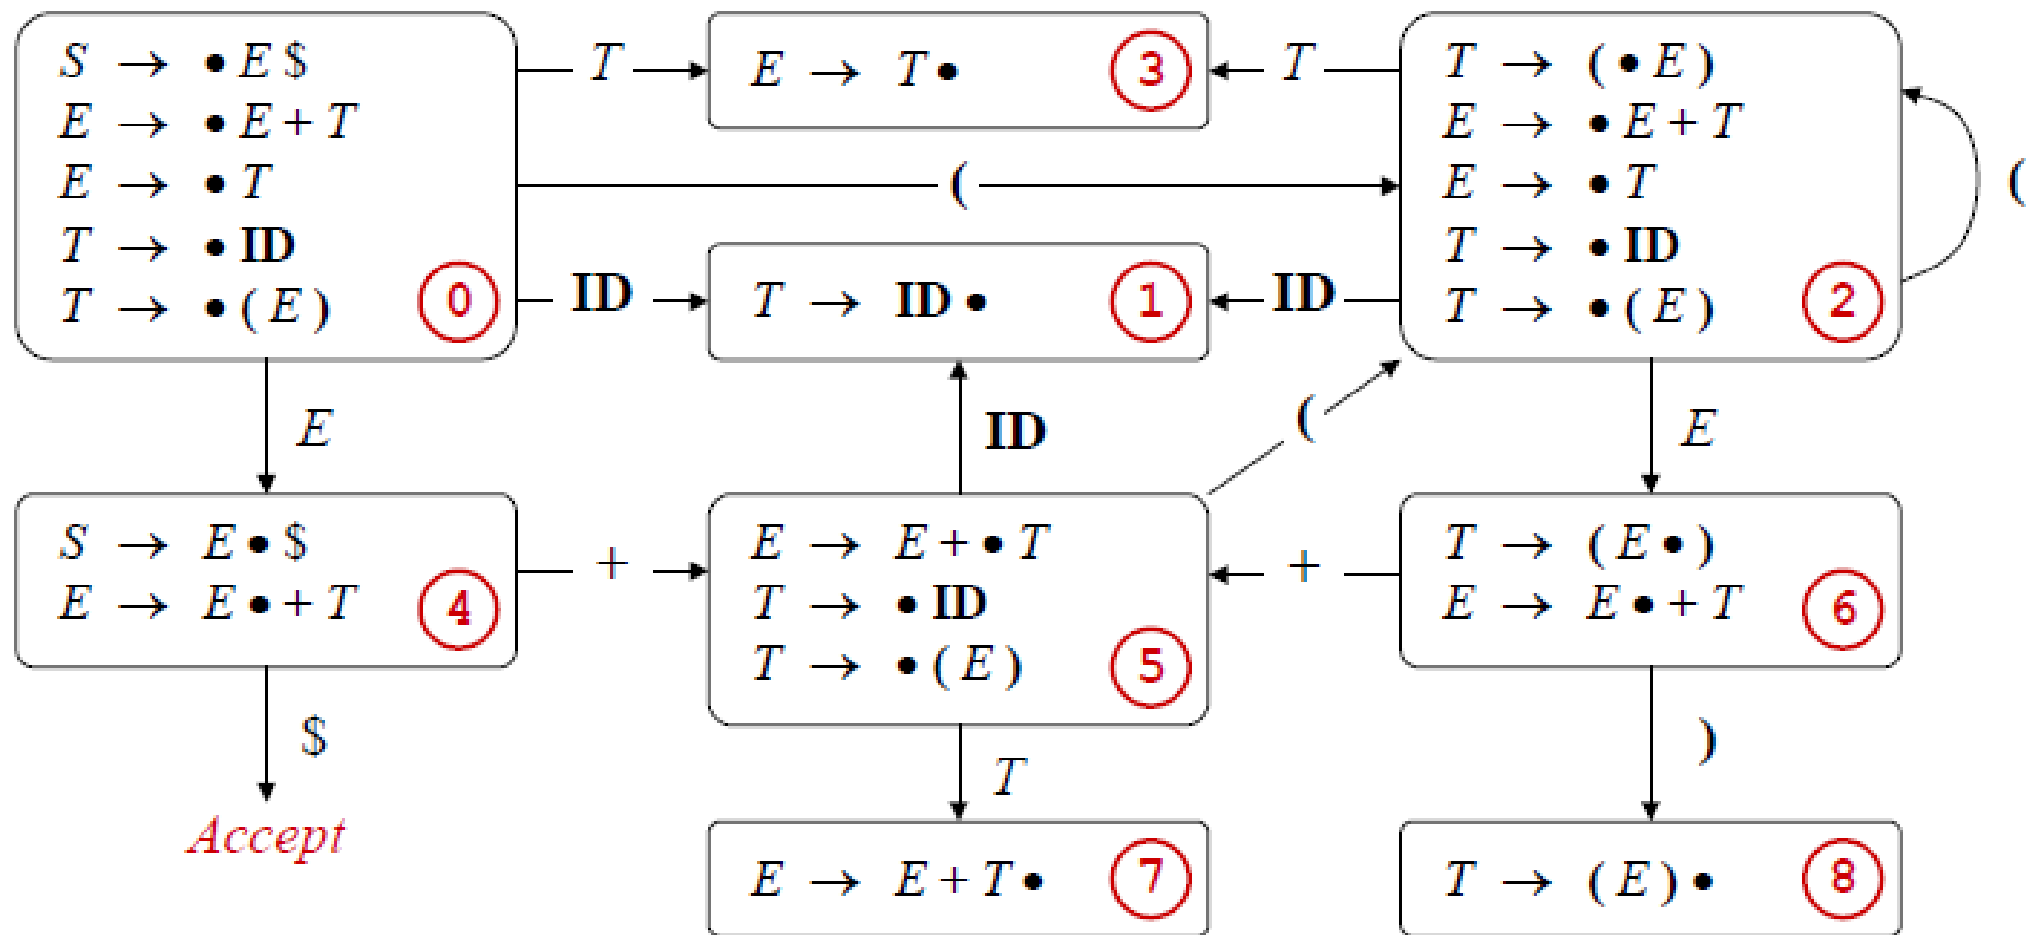 S → • E $
E → • E + T
E → • T
T → • ID
T → • ( E )
0
T
E → T •
3
T
T → ( • E )
E → • E + T
E → • T
T → • ID
T → • ( E )
2
(
(
ID
T → ID •
1
ID
E
ID
(
E
S → E • $
E → E • + T
4
+
E → E + • T
T → • ID
T → • ( E )
5
+
T → ( E • )
E → E • + T
6
$
T
)
Accept
E → E + T •
7
T → ( E ) •
8